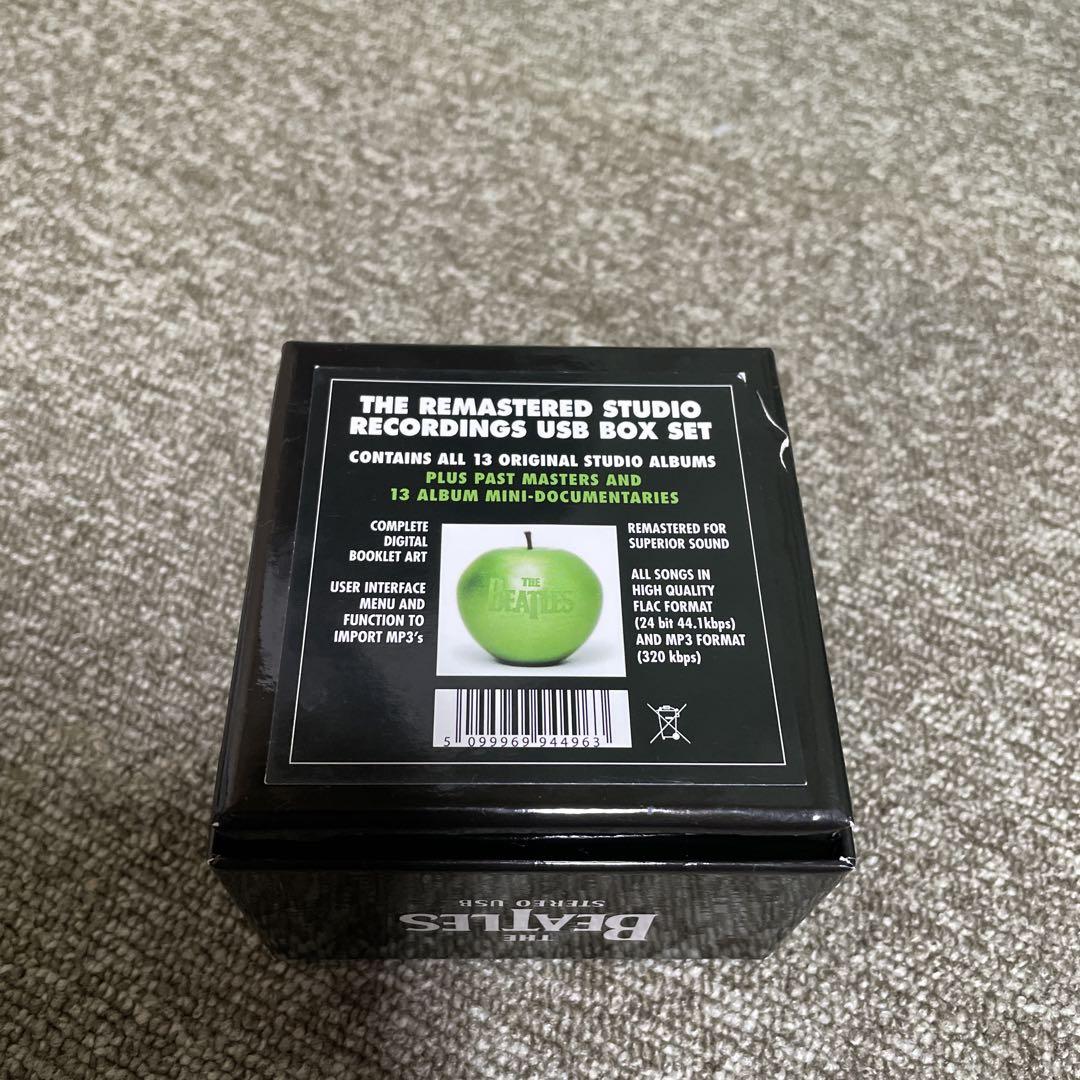 THE REMASTERED STUDIO
RECORDINGS USB BOX SET
CONTAINS ALL 13 ORIGINAL STUDIO ALBUMS
PLUS PAST MASTERS AND
13 ALBUM MINI-DOCUMENTARIES
COMPLETE
DIGITAL
BOOKLET ART
USER INTERFACE
MENU AND
FUNCTION TO
IMPORT MP3's
THE
BEATLES
REMASTERED FOR
SUPERIOR SOUND
ALL SONGS IN
HIGH QUALITY
FLAC FORMAT
(24 bit 44.1kbps)
AND MP3 FORMAT
(320 kbps)
5 099969 944963
THE
BEATLES
STEREO USB